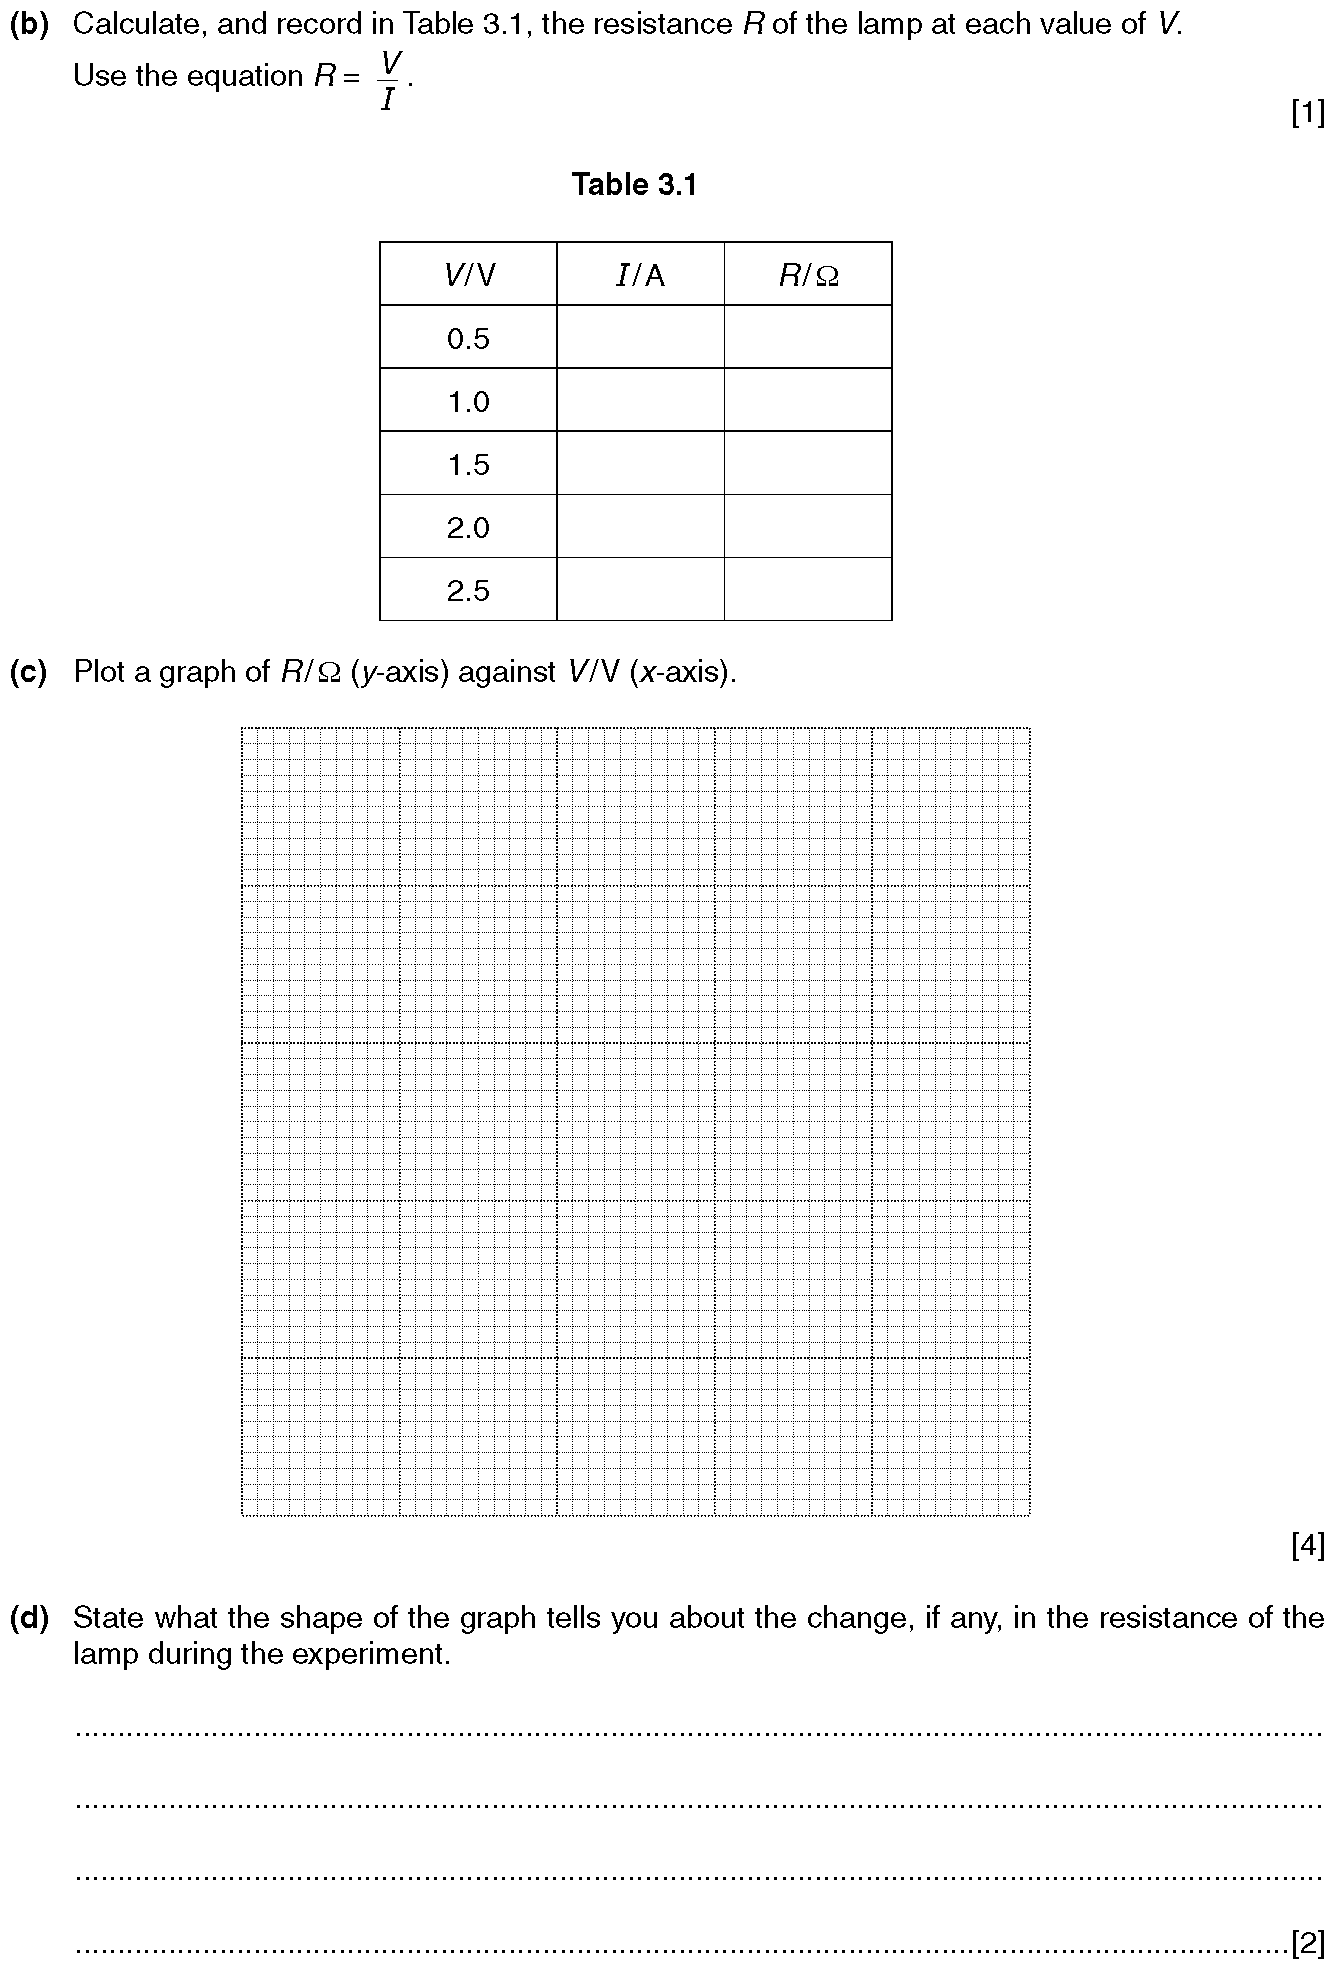 (b) Calculate, and record in Table 3.1, the resistance R of the lamp at each value of V.
Use the equation R = V/I.
[1]
Table 3.1
V/V I/A R/Ω
0.5
1.0
1.5
2.0
2.5
(c) Plot a graph of R/Ω (y-axis) against V/V (x-axis).
[4]
(d) State what the shape of the graph tells you about the change, if any, in the resistance of the
lamp during the experiment.
[2]